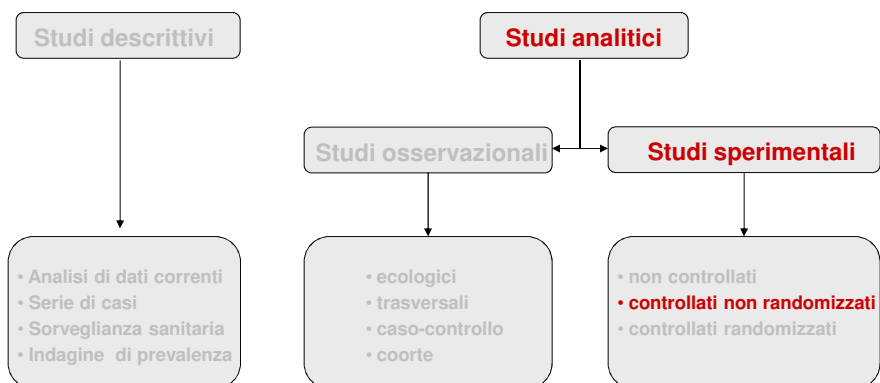 Studi descrittivi
Studi analitici
Studi osservazionali
Studi sperimentali
• Analisi di dati correnti
• Serie di casi
• Sorveglianza sanitaria
• Indagine di prevalenza
• ecologici
• trasversali
• caso-controllo
• coorte
• non controllati
• controllati non randomizzati
• controllati randomizzati